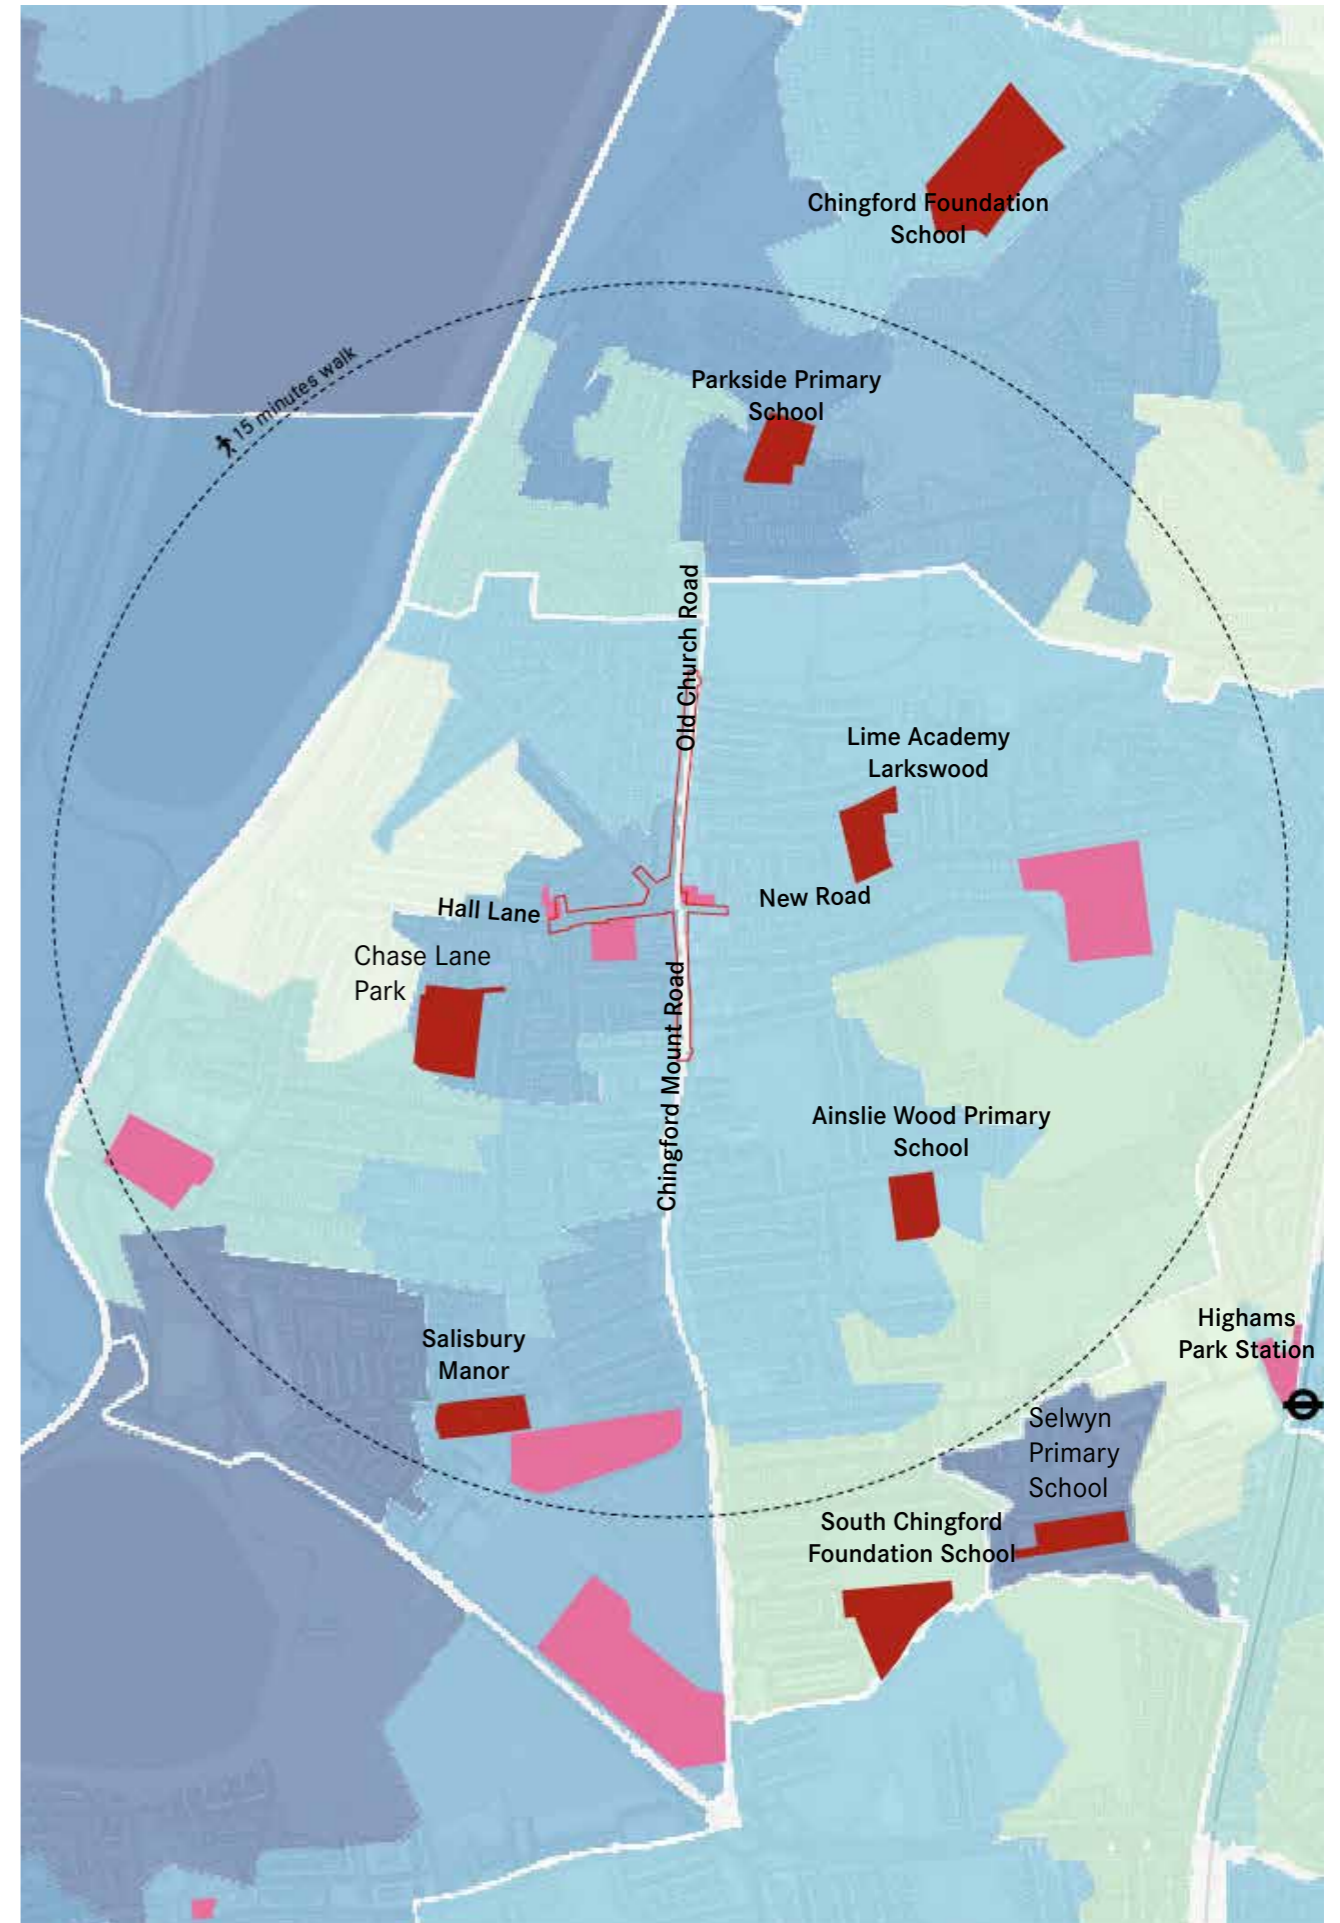 Chingford Foundation
School
15 minutes walk
Parkside Primary
School
Old Church Road
Lime Academy
Larkswood
New Road
Hall Lane
Chase Lane
Park
Chingford Mount Road
Ainslie Wood Primary
School
Highams
Park Station
Salisbury
Manor
Selwyn
Primary
School
South Chingford
Foundation School